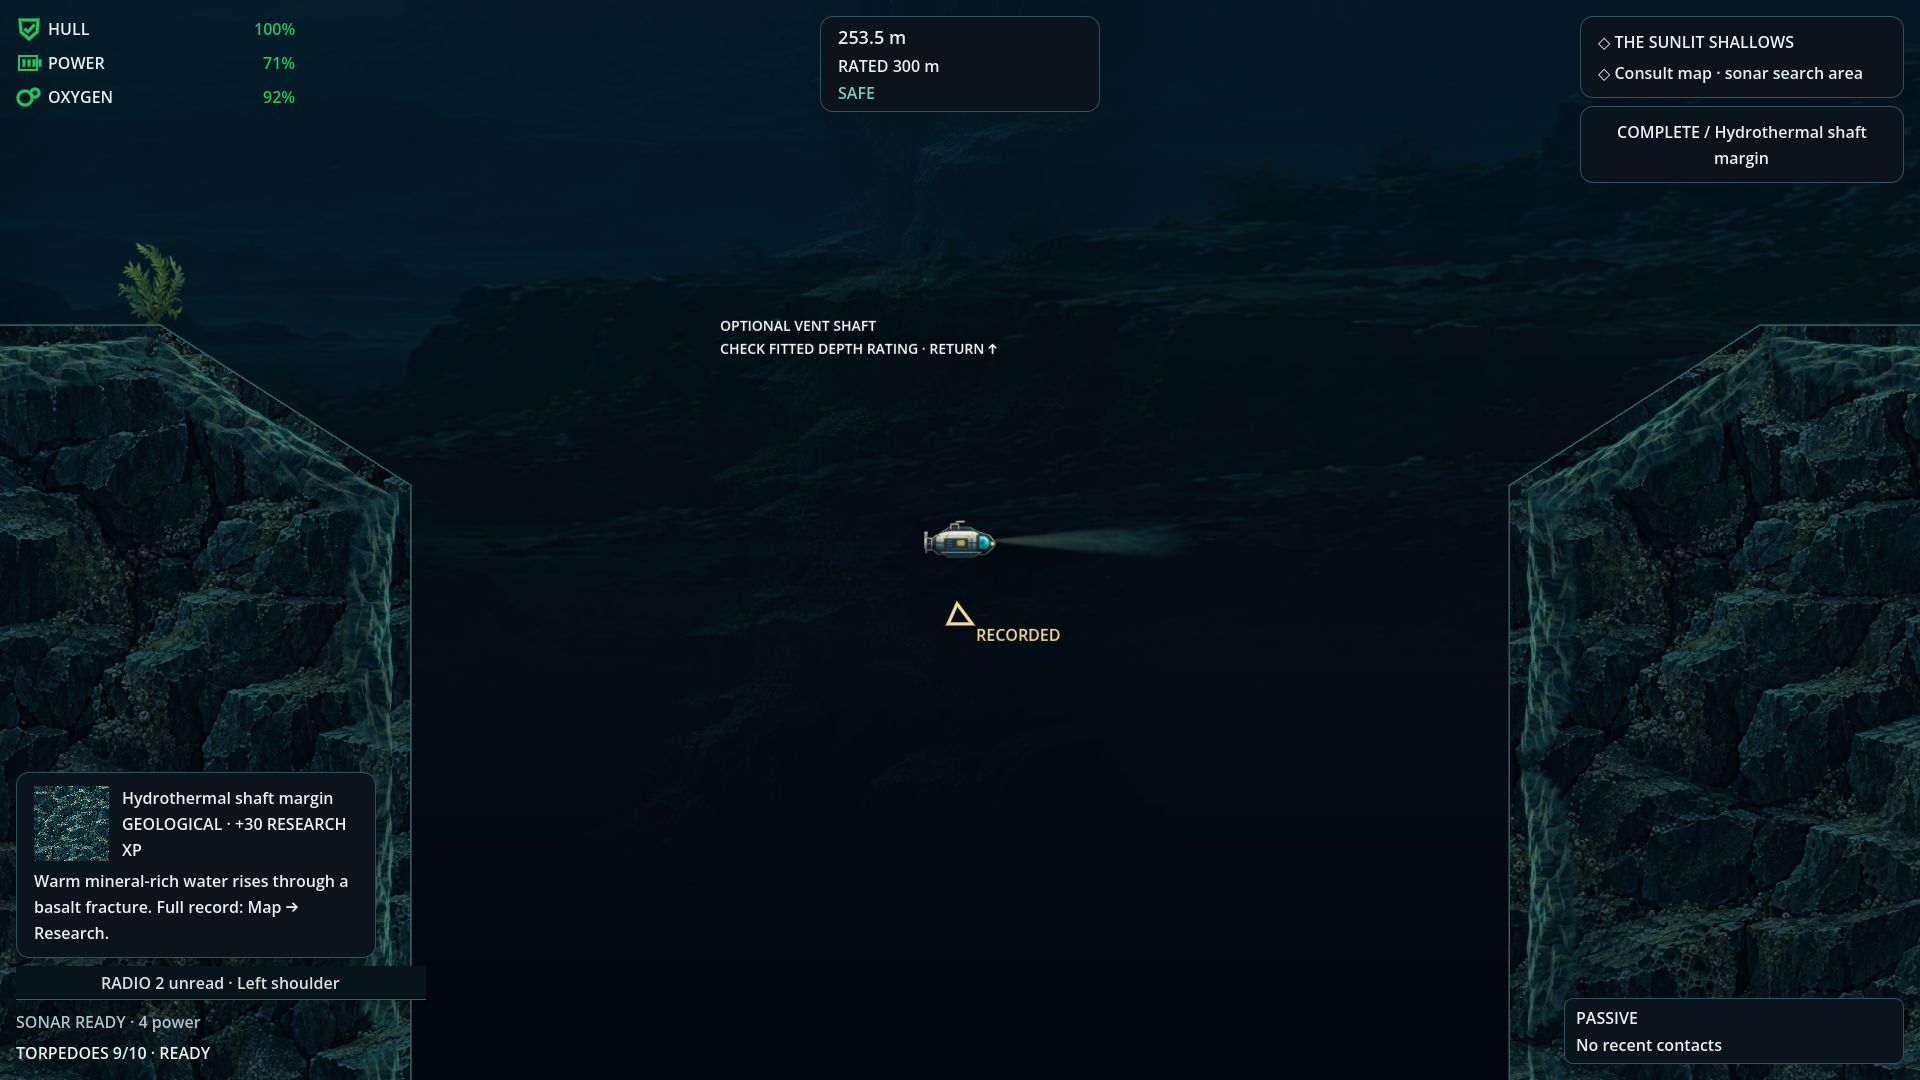 HULL 100%
POWER 71%
OXYGEN 92%
253.5 m
RATED 300 m
SAFE
◇ THE SUNLIT SHALLOWS
◇ Consult map · sonar search area
COMPLETE / Hydrothermal shaft
margin
OPTIONAL VENT SHAFT
CHECK FITTED DEPTH RATING · RETURN ↑
RECORDED
Hydrothermal shaft margin
GEOLOGICAL · +30 RESEARCH
XP
Warm mineral-rich water rises through a
basalt fracture. Full record: Map →
Research.
RADIO 2 unread · Left shoulder
SONAR READY · 4 power
TORPEDOES 9/10 · READY
PASSIVE
No recent contacts